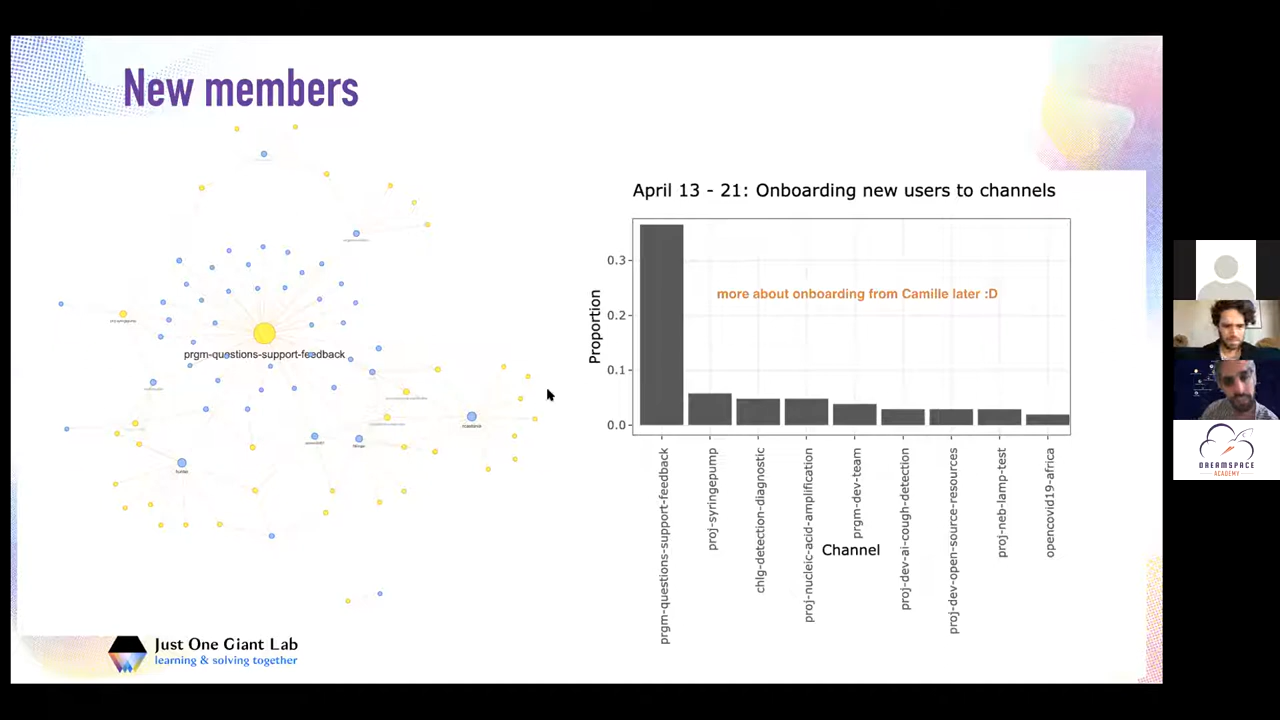 New members
prgm-questions-support-feedback
April 13 - 21: Onboarding new users to channels
more about onboarding from Camille later :D
Proportion
0.3
0.2
0.1
0.0
prgm-questions-support-feedback
proj-syringepump
chlg-detection-diagnostic
proj-nucleic-acid-amplification
prgm-dev-team
proj-dev-ai-cough-detection
proj-dev-open-source-resources
proj-neb-lamp-test
opencovid19-africa
Channel
Just One Giant Lab
learning & solving together
DREAMSPACE
ACADEMY